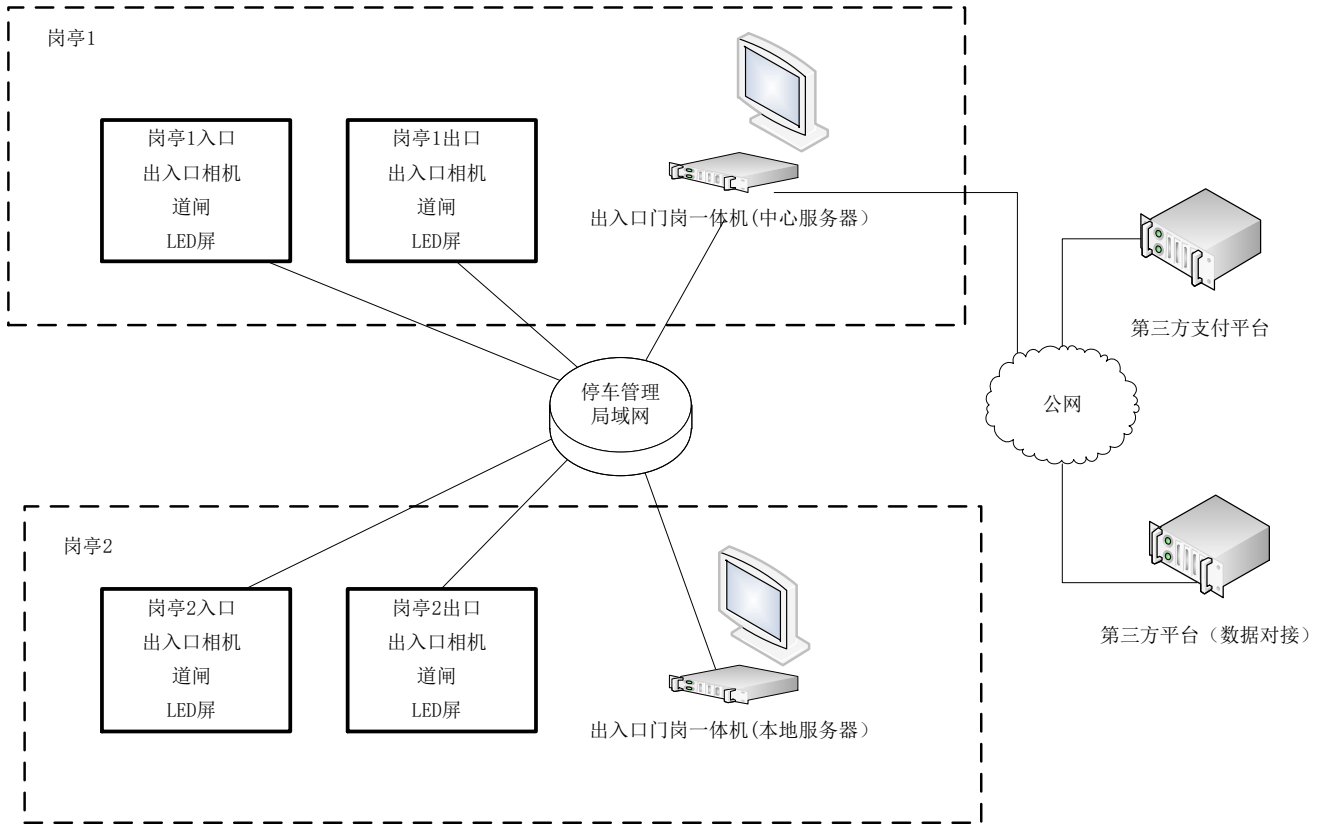 岗亭1
岗亭1入口
出入口相机
道闸
LED屏
岗亭1出口
出入口相机
道闸
LED屏
出入口门岗一体机(中心服务器）
第三方支付平台
停车管理
局域网
公网
岗亭2
岗亭2入口
出入口相机
道闸
LED屏
岗亭2出口
出入口相机
道闸
LED屏
出入口门岗一体机(本地服务器）
第三方平台（数据对接）